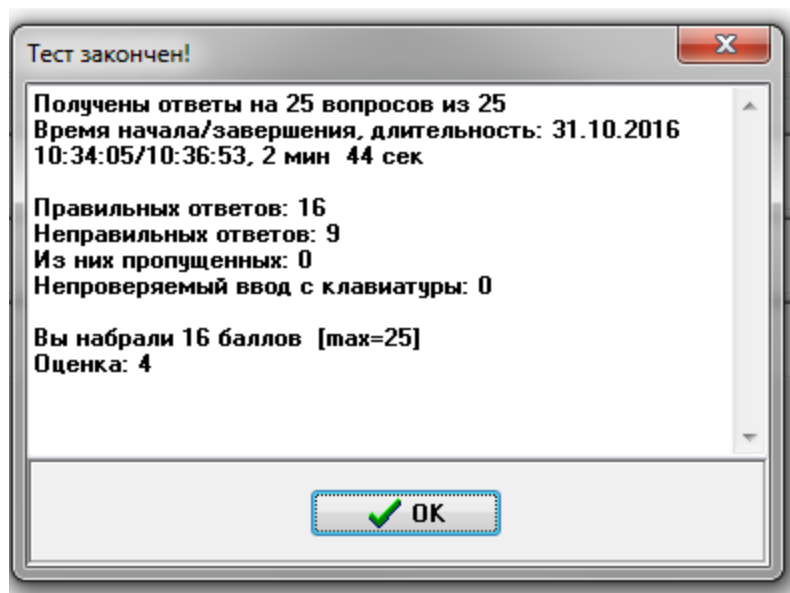 Тест закончен!
Получены ответы на 25 вопросов из 25
Время начала/завершения, длительность: 31.10.2016
10:34:05/10:36:53, 2 мин  44 сек
Правильных ответов: 16
Неправильных ответов: 9
Из них пропущенных: 0
Непроверяемый ввод с клавиатуры: 0
Вы набрали 16 баллов  [max=25]
Оценка: 4
OK